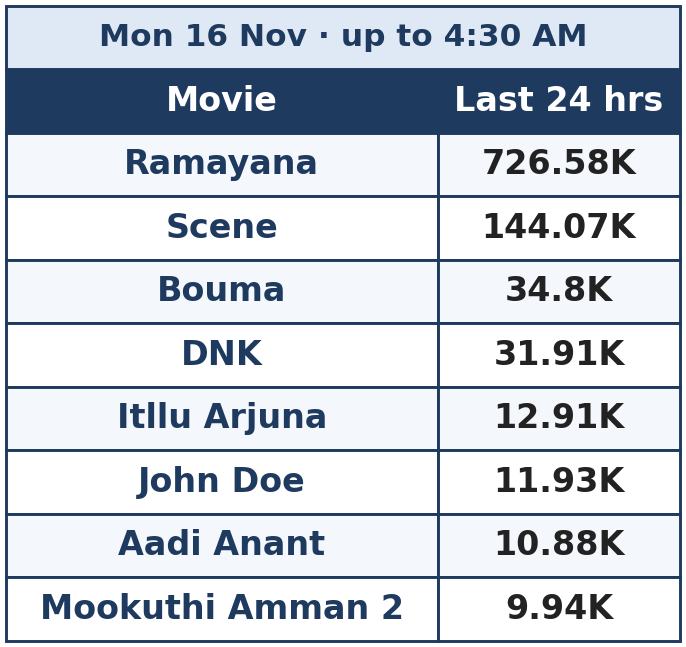 Mon 16 Nov · up to 4:30 AM
Movie Last 24 hrs
Ramayana 726.58K
Scene 144.07K
Bouma 34.8K
DNK 31.91K
Itllu Arjuna 12.91K
John Doe 11.93K
Aadi Anant 10.88K
Mookuthi Amman 2 9.94K